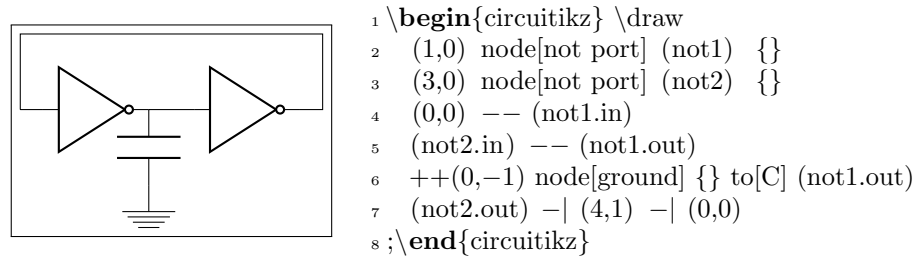 1 \begin{circuitikz} \draw
2 (1,0) node[not port] (not1) {}
3 (3,0) node[not port] (not2) {}
4 (0,0) −− (not1.in)
5 (not2.in) −− (not1.out)
6 ++(0,−1) node[ground] {} to[C] (not1.out)
7 (not2.out) −| (4,1) −| (0,0)
8 ;\end{circuitikz}